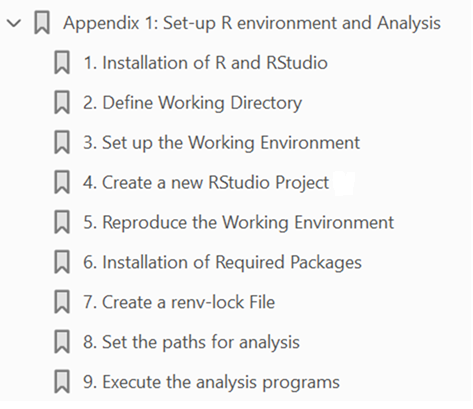 Appendix 1: Set-up R environment and Analysis
1. Installation of R and RStudio
2. Define Working Directory
3. Set up the Working Environment
4. Create a new RStudio Project
5. Reproduce the Working Environment
6. Installation of Required Packages
7. Create a renv-lock File
8. Set the paths for analysis
9. Execute the analysis programs